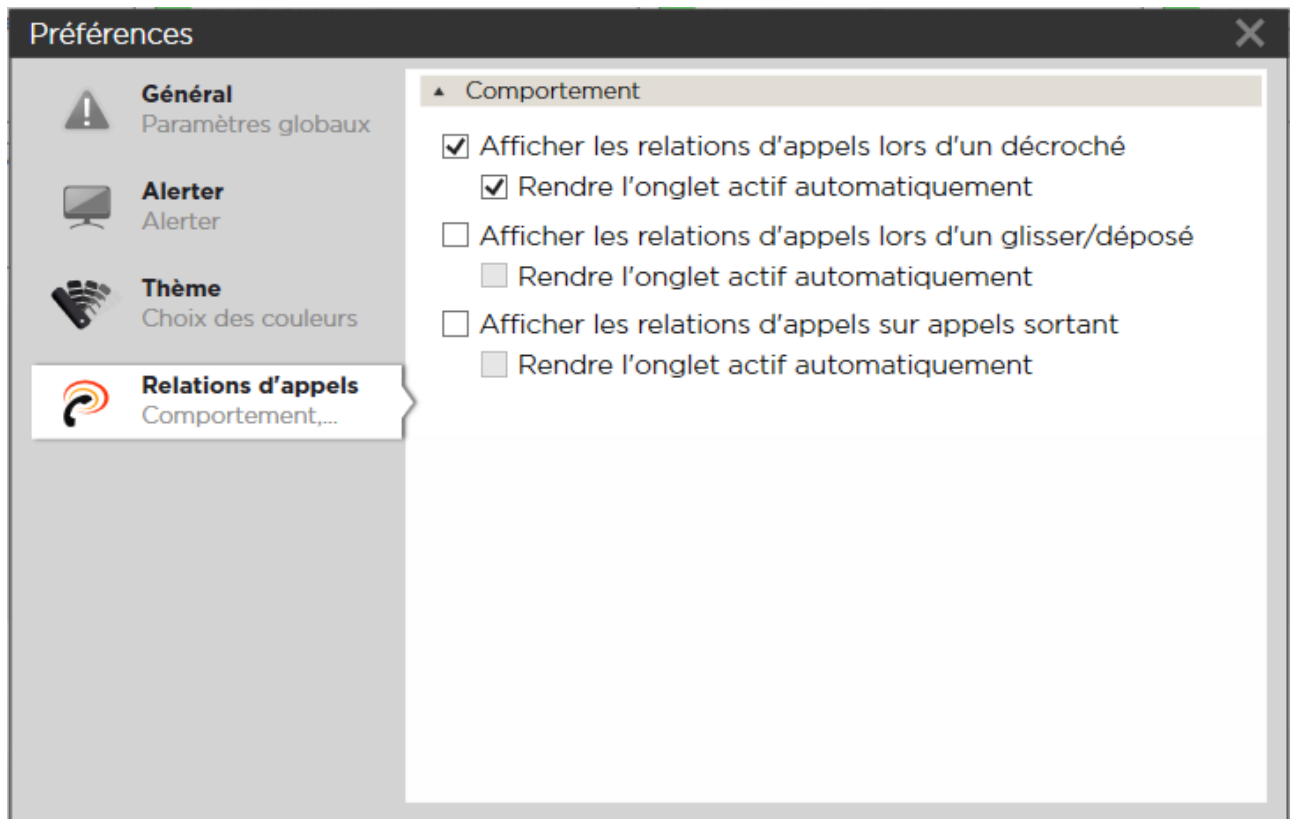 Préférences
Général
Paramètres globaux
Alerter
Alerter
Thème
Choix des couleurs
Relations d'appels
Comportement,...
Comportement
Afficher les relations d'appels lors d'un décroché
Rendre l'onglet actif automatiquement
Afficher les relations d'appels lors d'un glisser/déposé
Rendre l'onglet actif automatiquement
Afficher les relations d'appels sur appels sortant
Rendre l'onglet actif automatiquement